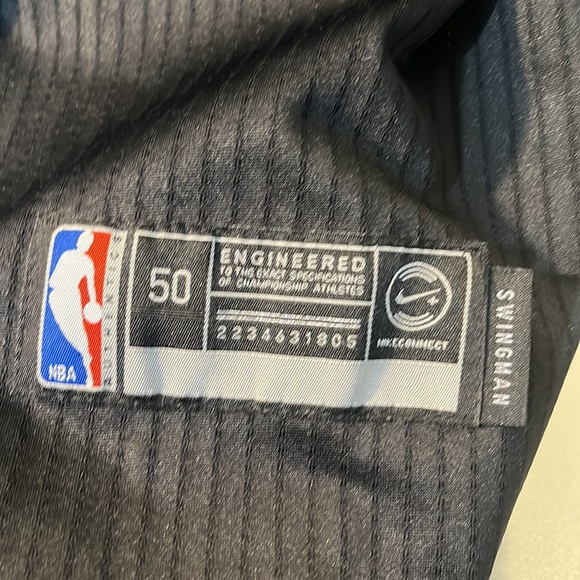 NBA
AUTHENTICS
50
ENGINEERED
TO THE EXACT SPECIFICATIONS
OF CHAMPIONSHIP ATHLETES
2234631805
NIKECONNECT
SWINGMAN